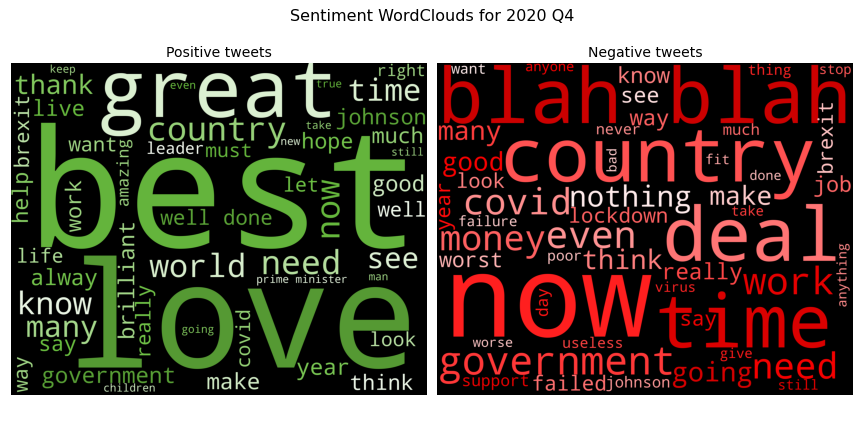 Sentiment WordClouds for 2020 Q4
Positive tweets
keep
right
thank
great
even
true
time
live
take
johnson
country
brexit
want
leader
must
new
hope
much
still
help
work
amazing
best
let
now
good
well
well done
life
world
need
see
alway
brilliant
prime minister
man
know
many
love
going
say
really
covid
look
way
government
children
make
year
think
Negative tweets
want
blah blah
anyone
know
thing
stop
see
many
way
never
much
brexit
good
country
bad
fit
done
look
job
year
covid
nothing
make
failure
lockdown
take
money
even
deal
worst
poor
think
really
work
anything
now
day
virus
time
say
worse
useless
government
give
need
support
failed
johnson
going
still